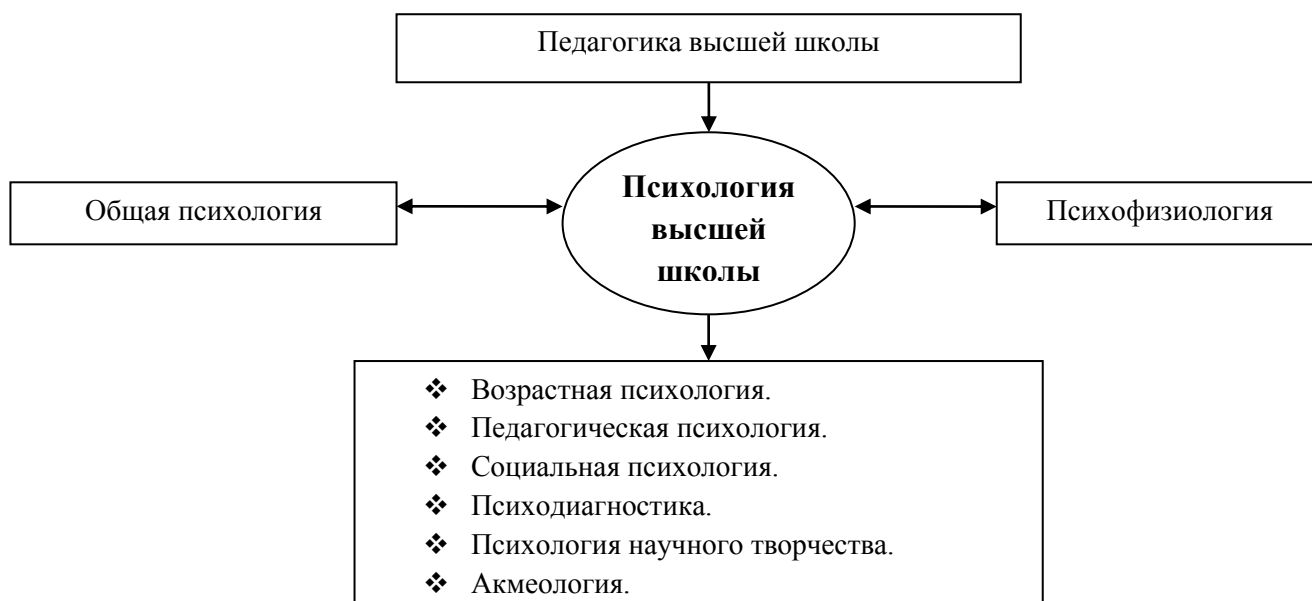 Педагогика высшей школы
Общая психология
Психология
высшей
школы
Психофизиология
❖ Возрастная психология.
❖ Педагогическая психология.
❖ Социальная психология.
❖ Психодиагностика.
❖ Психология научного творчества.
❖ Акмеология.